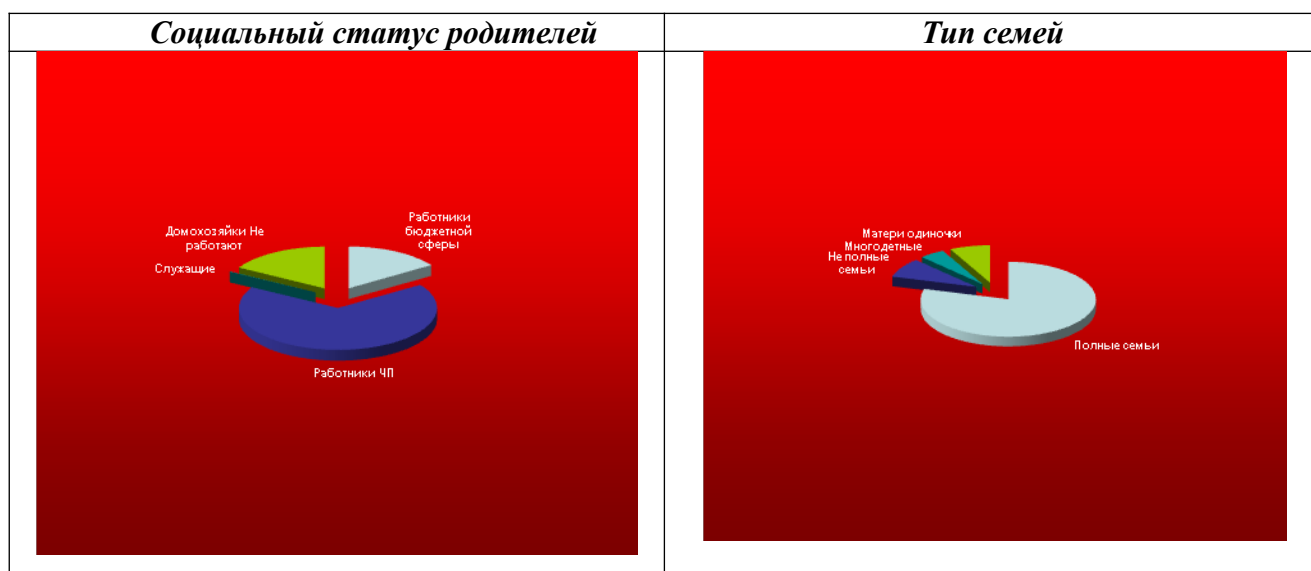 Социальный статус родителей
Тип семей
Домохозяйки Не
работают
Служащие
Работники
бюджетной
сферы
Работники ЧП
Матери одиночки
Многодетные
Не полные
семьи
Полные семьи